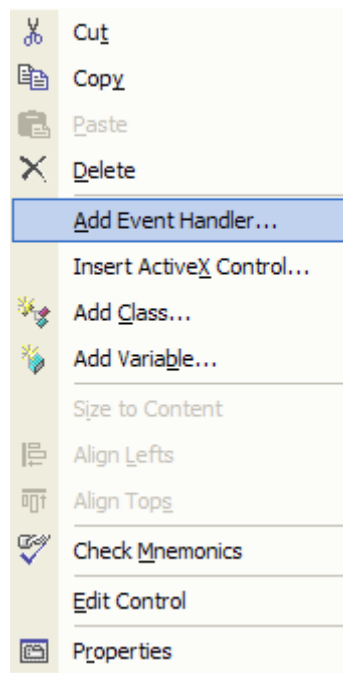 Cut
Copy
Paste
Delete
Add Event Handler...
Insert ActiveX Control...
Add Class...
Add Variable...
Size to Content
Align Lefts
Align Tops
Check Mnemonics
Edit Control
Properties